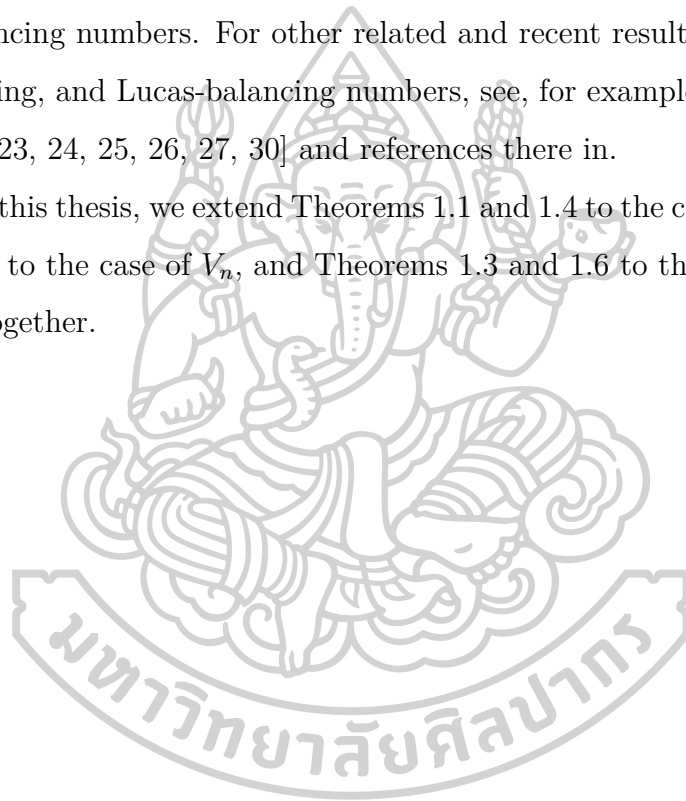 ncing numbers. For other related and recent result
ing, and Lucas-balancing numbers, see, for example
23, 24, 25, 26, 27, 30] and references there in.
this thesis, we extend Theorems 1.1 and 1.4 to the c
to the case of Vₙ, and Theorems 1.3 and 1.6 to th
ogether.
มหาวิทยาลัยศิลปากร